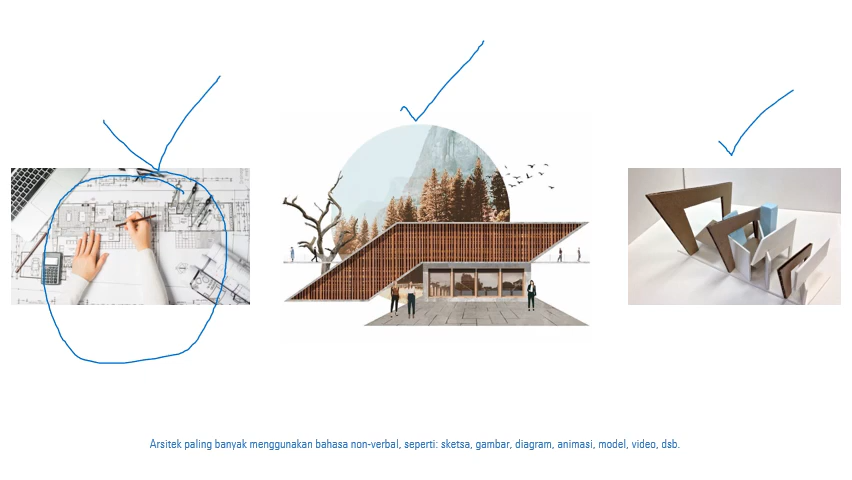 Arsitek paling banyak menggunakan bahasa non-verbal, seperti: sketsa, gambar, diagram, animasi, model, video, dsb.